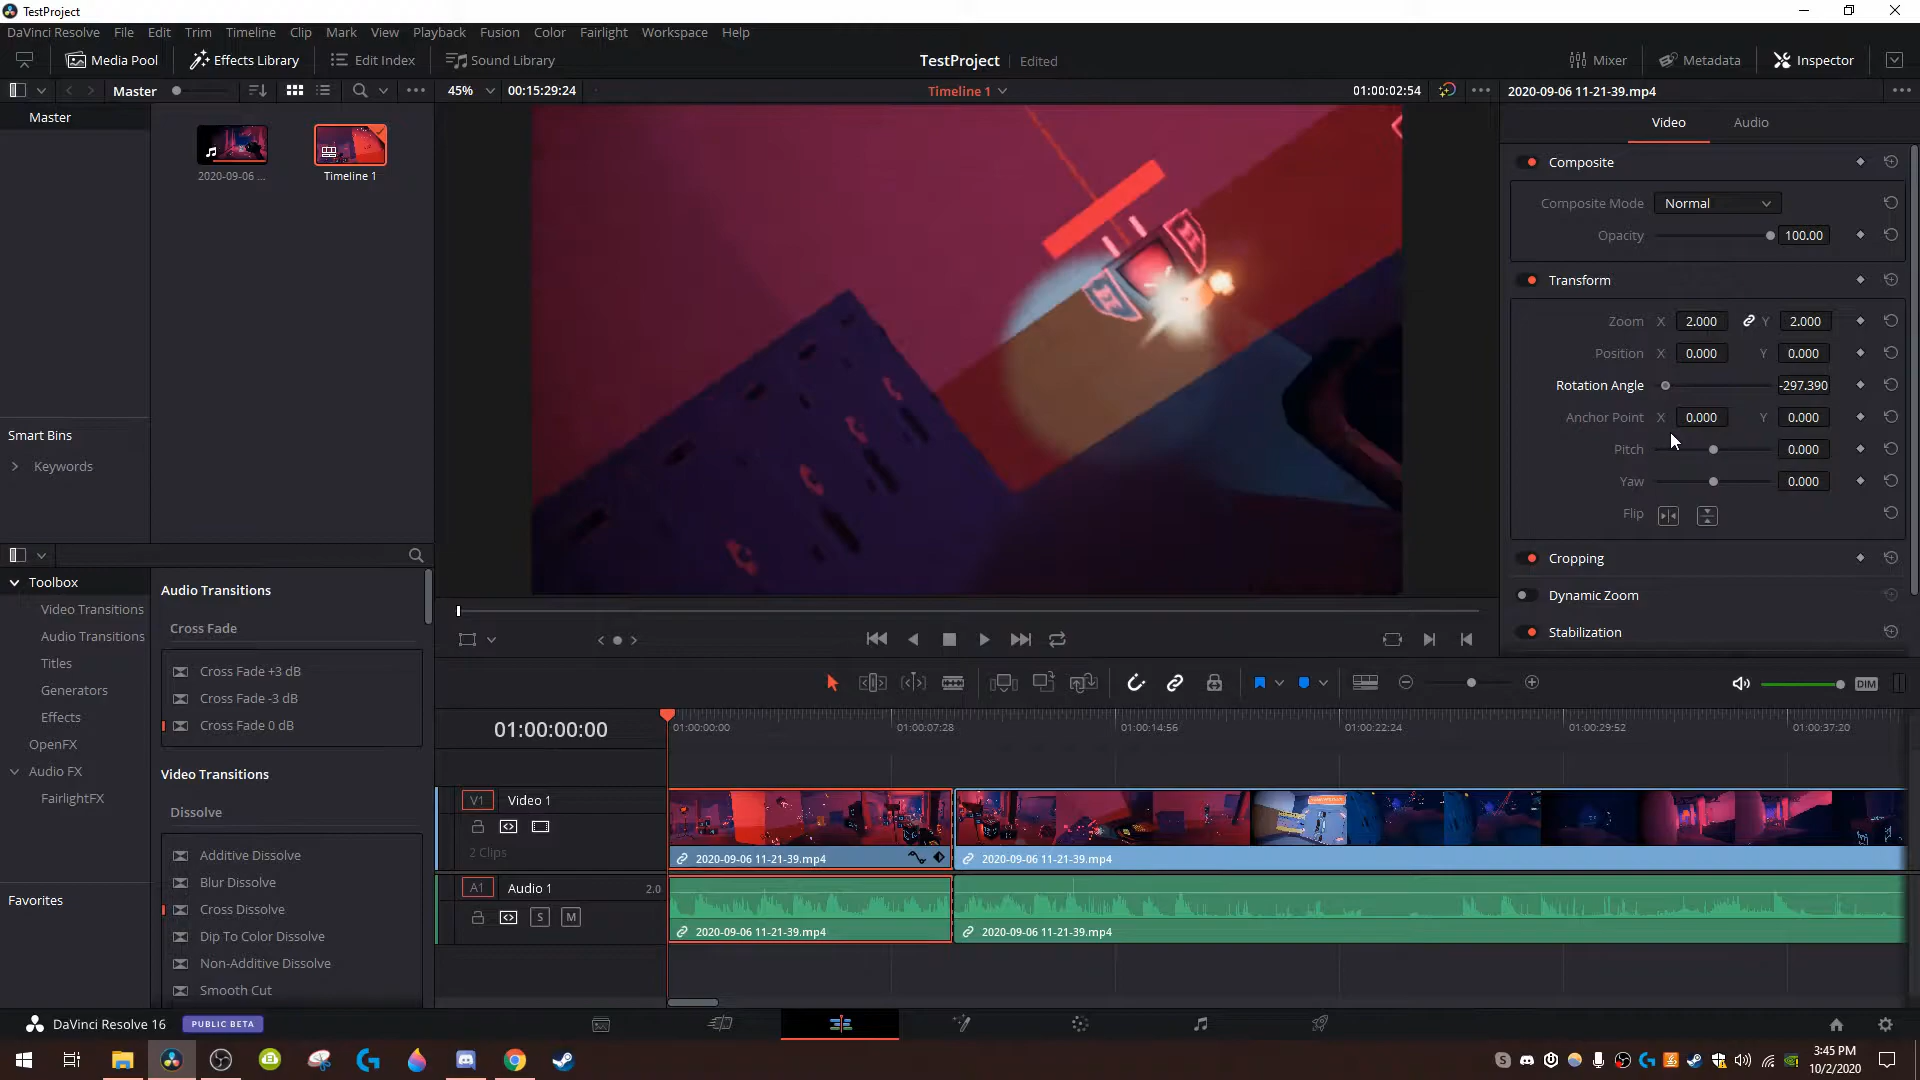 TestProject
DaVinci Resolve File Edit Trim Timeline Clip Mark View Playback Fusion Color Fairlight Workspace Help
Media Pool Effects Library Edit Index Sound Library TestProject Edited Mixer Metadata Inspector
Master 45% 00:15:29:24 Timeline 1 01:00:02:54 2020-09-06 11-21-39.mp4
Master
2020-09-06 ... Timeline 1
Video Audio
Composite
Composite Mode Normal
Opacity 100.00
Transform
Zoom X 2.000 Y 2.000
Position X 0.000 Y 0.000
Rotation Angle -297.390
Anchor Point X 0.000 Y 0.000
Pitch 0.000
Yaw 0.000
Flip
Cropping
Dynamic Zoom
Stabilization
Smart Bins
Keywords
Toolbox
Video Transitions
Audio Transitions
Titles
Generators
Effects
OpenFX
Audio FX
FairlightFX
Favorites
Audio Transitions
Cross Fade
Cross Fade +3 dB
Cross Fade -3 dB
Cross Fade 0 dB
Video Transitions
Dissolve
Additive Dissolve
Blur Dissolve
Cross Dissolve
Dip To Color Dissolve
Non-Additive Dissolve
Smooth Cut
DIM
01:00:00:00 01:00:00:00 01:00:07:28 01:00:14:56 01:00:22:24 01:00:29:52 01:00:37:20
V1 Video 1
2 Clips
2020-09-06 11-21-39.mp4 2020-09-06 11-21-39.mp4
A1 Audio 1 2.0
S M
2020-09-06 11-21-39.mp4 2020-09-06 11-21-39.mp4
DaVinci Resolve 16 PUBLIC BETA
3:45 PM
10/2/2020